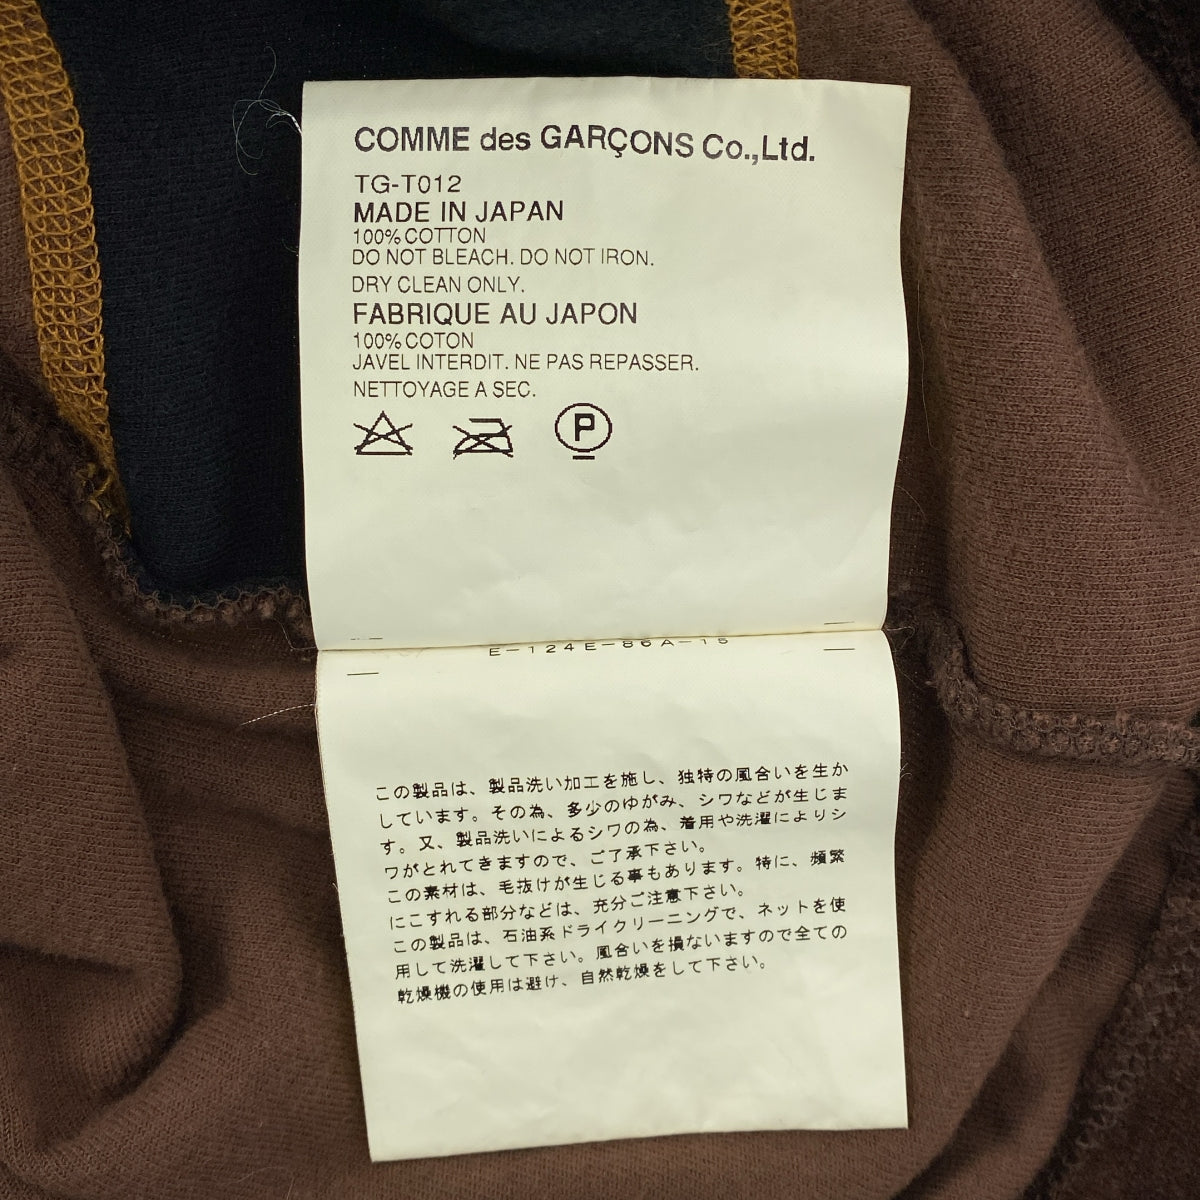 COMME des GARÇONS Co.,Ltd.
TG-T012
MADE IN JAPAN
100% COTTON
DO NOT BLEACH. DO NOT IRON.
DRY CLEAN ONLY.
FABRIQUE AU JAPON
100% COTON
JAVEL INTERDIT. NE PAS REPASSER.
NETTOYAGE A SEC.
P
E-124E-86A-15
この製品は、製品洗い加工を施し、独特の風合いを生か
しています。その為、多少のゆがみ、シワなどが生じま
す。又、製品洗いによるシワの為、着用や洗濯によりシ
ワがとれてきますので、ご了承下さい。
この素材は、毛抜けが生じる事もあります。特に、頻繁
にこすれる部分などは、充分ご注意下さい。
この製品は、石油系ドライクリーニングで、ネットを使
用して洗濯して下さい。風合いを損ないますので全ての
乾燥機の使用は避け、自然乾燥をして下さい。